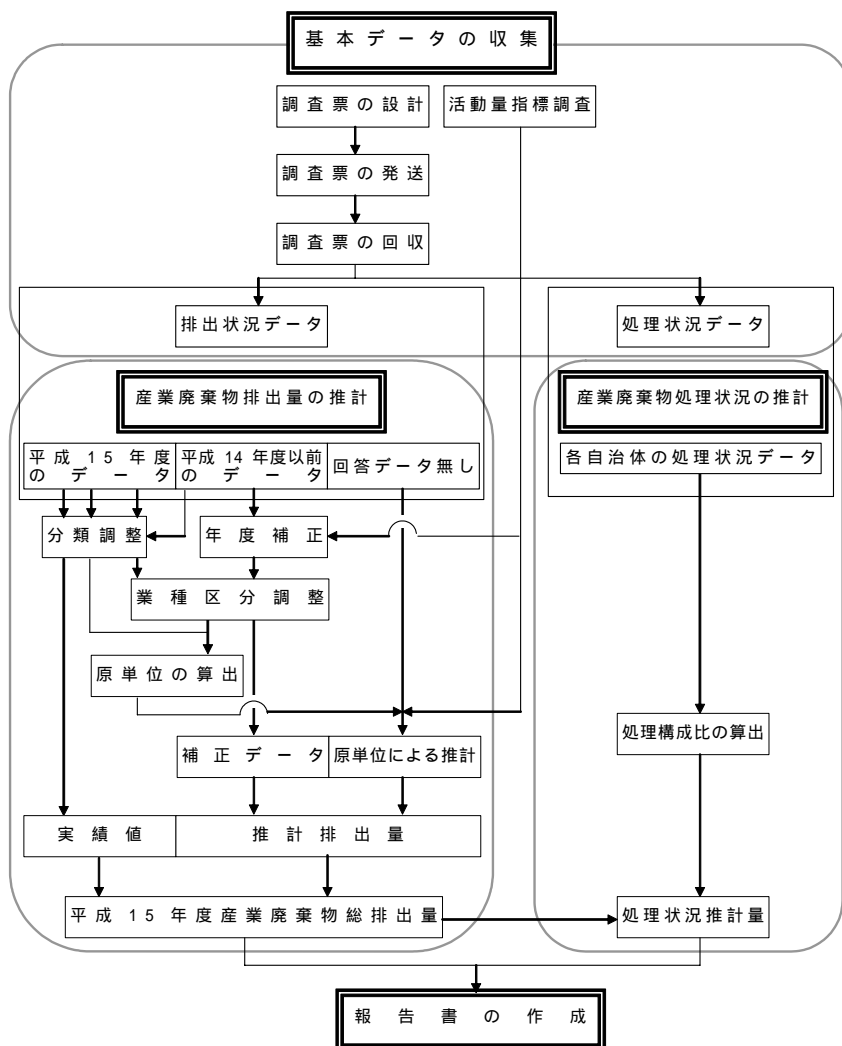 基本データの収集
調査票の設計
活動量指標調査
調査票の発送
調査票の回収
排出状況データ
処理状況データ
産業廃棄物排出量の推計
産業廃棄物処理状況の推計
平成15年度
のデータ
平成14年度以前
のデータ
回答データ無し
各自治体の処理状況データ
分類調整
年度補正
業種区分調整
原単位の算出
処理構成比の算出
補正データ
原単位による推計
実績値
推計排出量
平成15年度産業廃棄物総排出量
処理状況推計量
報告書の作成